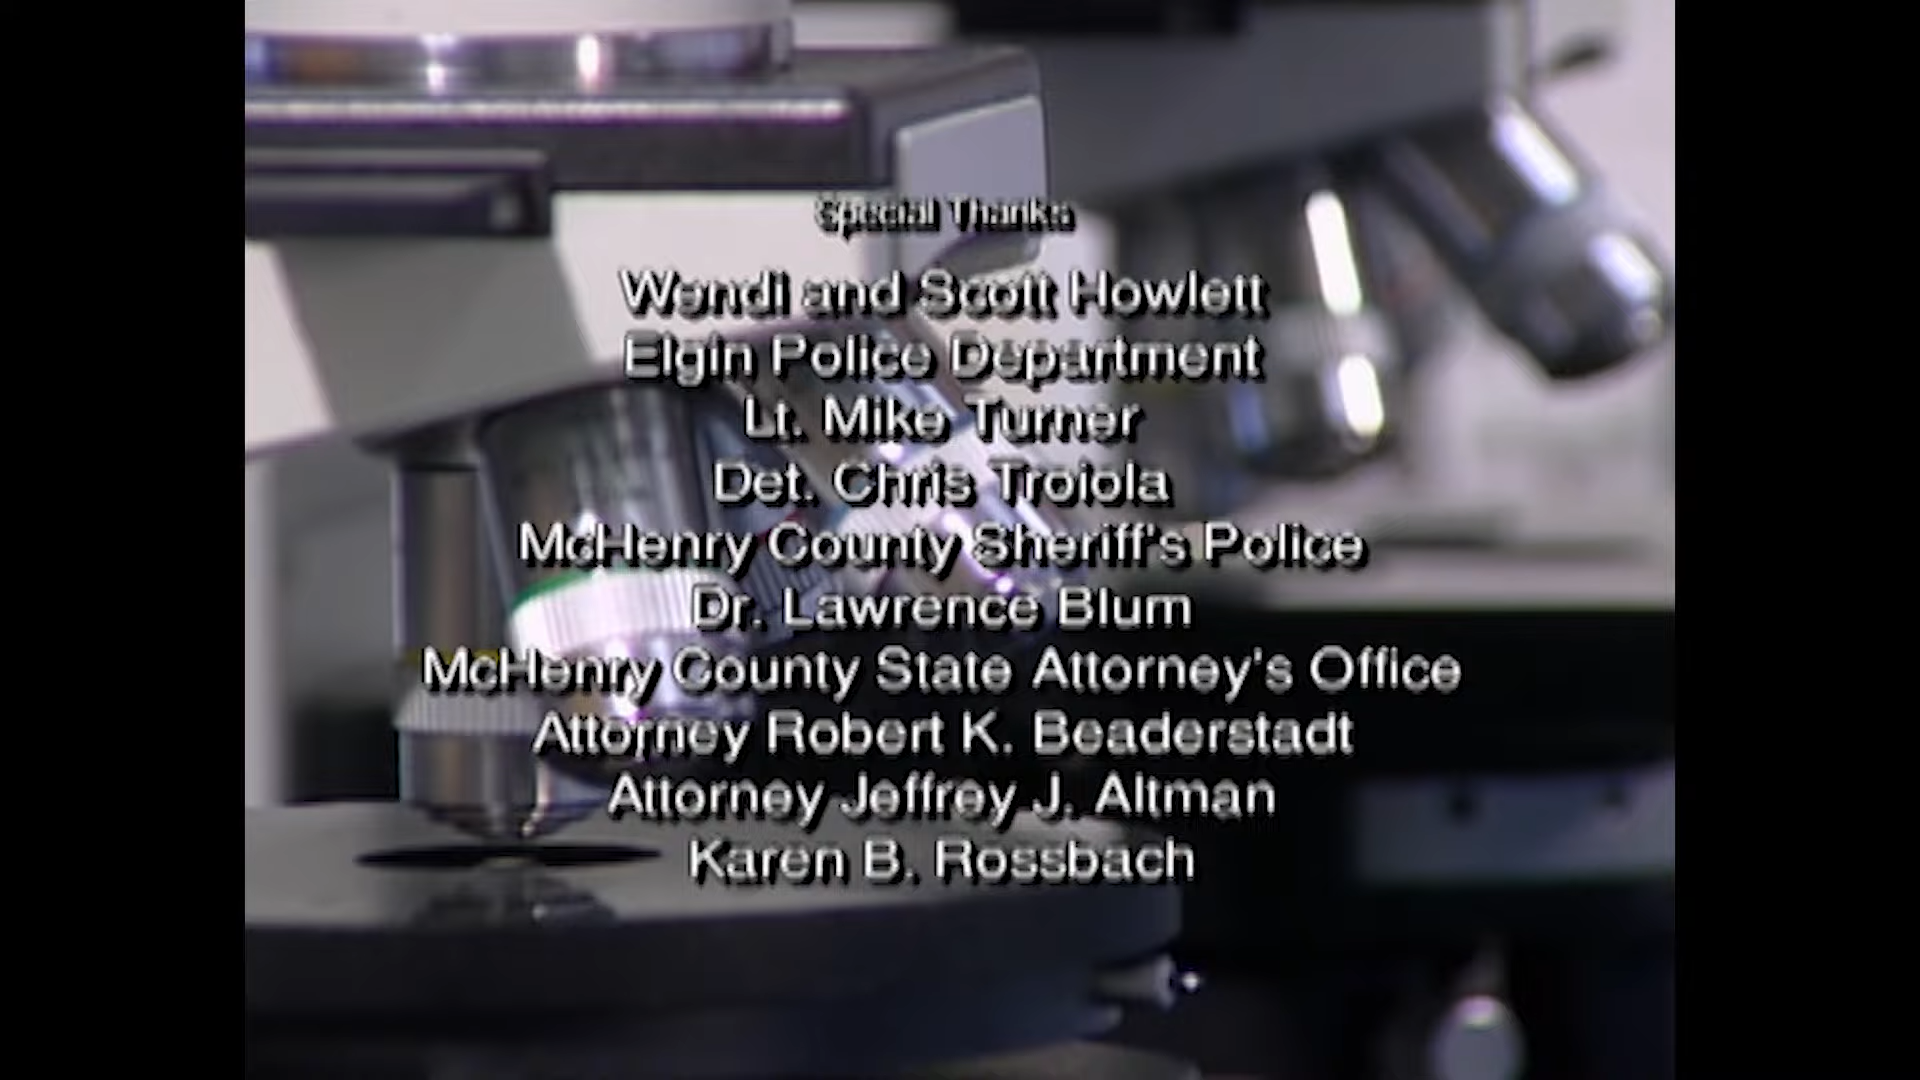 Special Thanks
Wendi and Scott Howlett
Elgin Police Department
Lt. Mike Turner
Det. Chris Troiola
McHenry County Sheriff's Police
Dr. Lawrence Blum
McHenry County State Attorney's Office
Attorney Robert K. Beaderstadt
Attorney Jeffrey J. Altman
Karen B. Rossbach